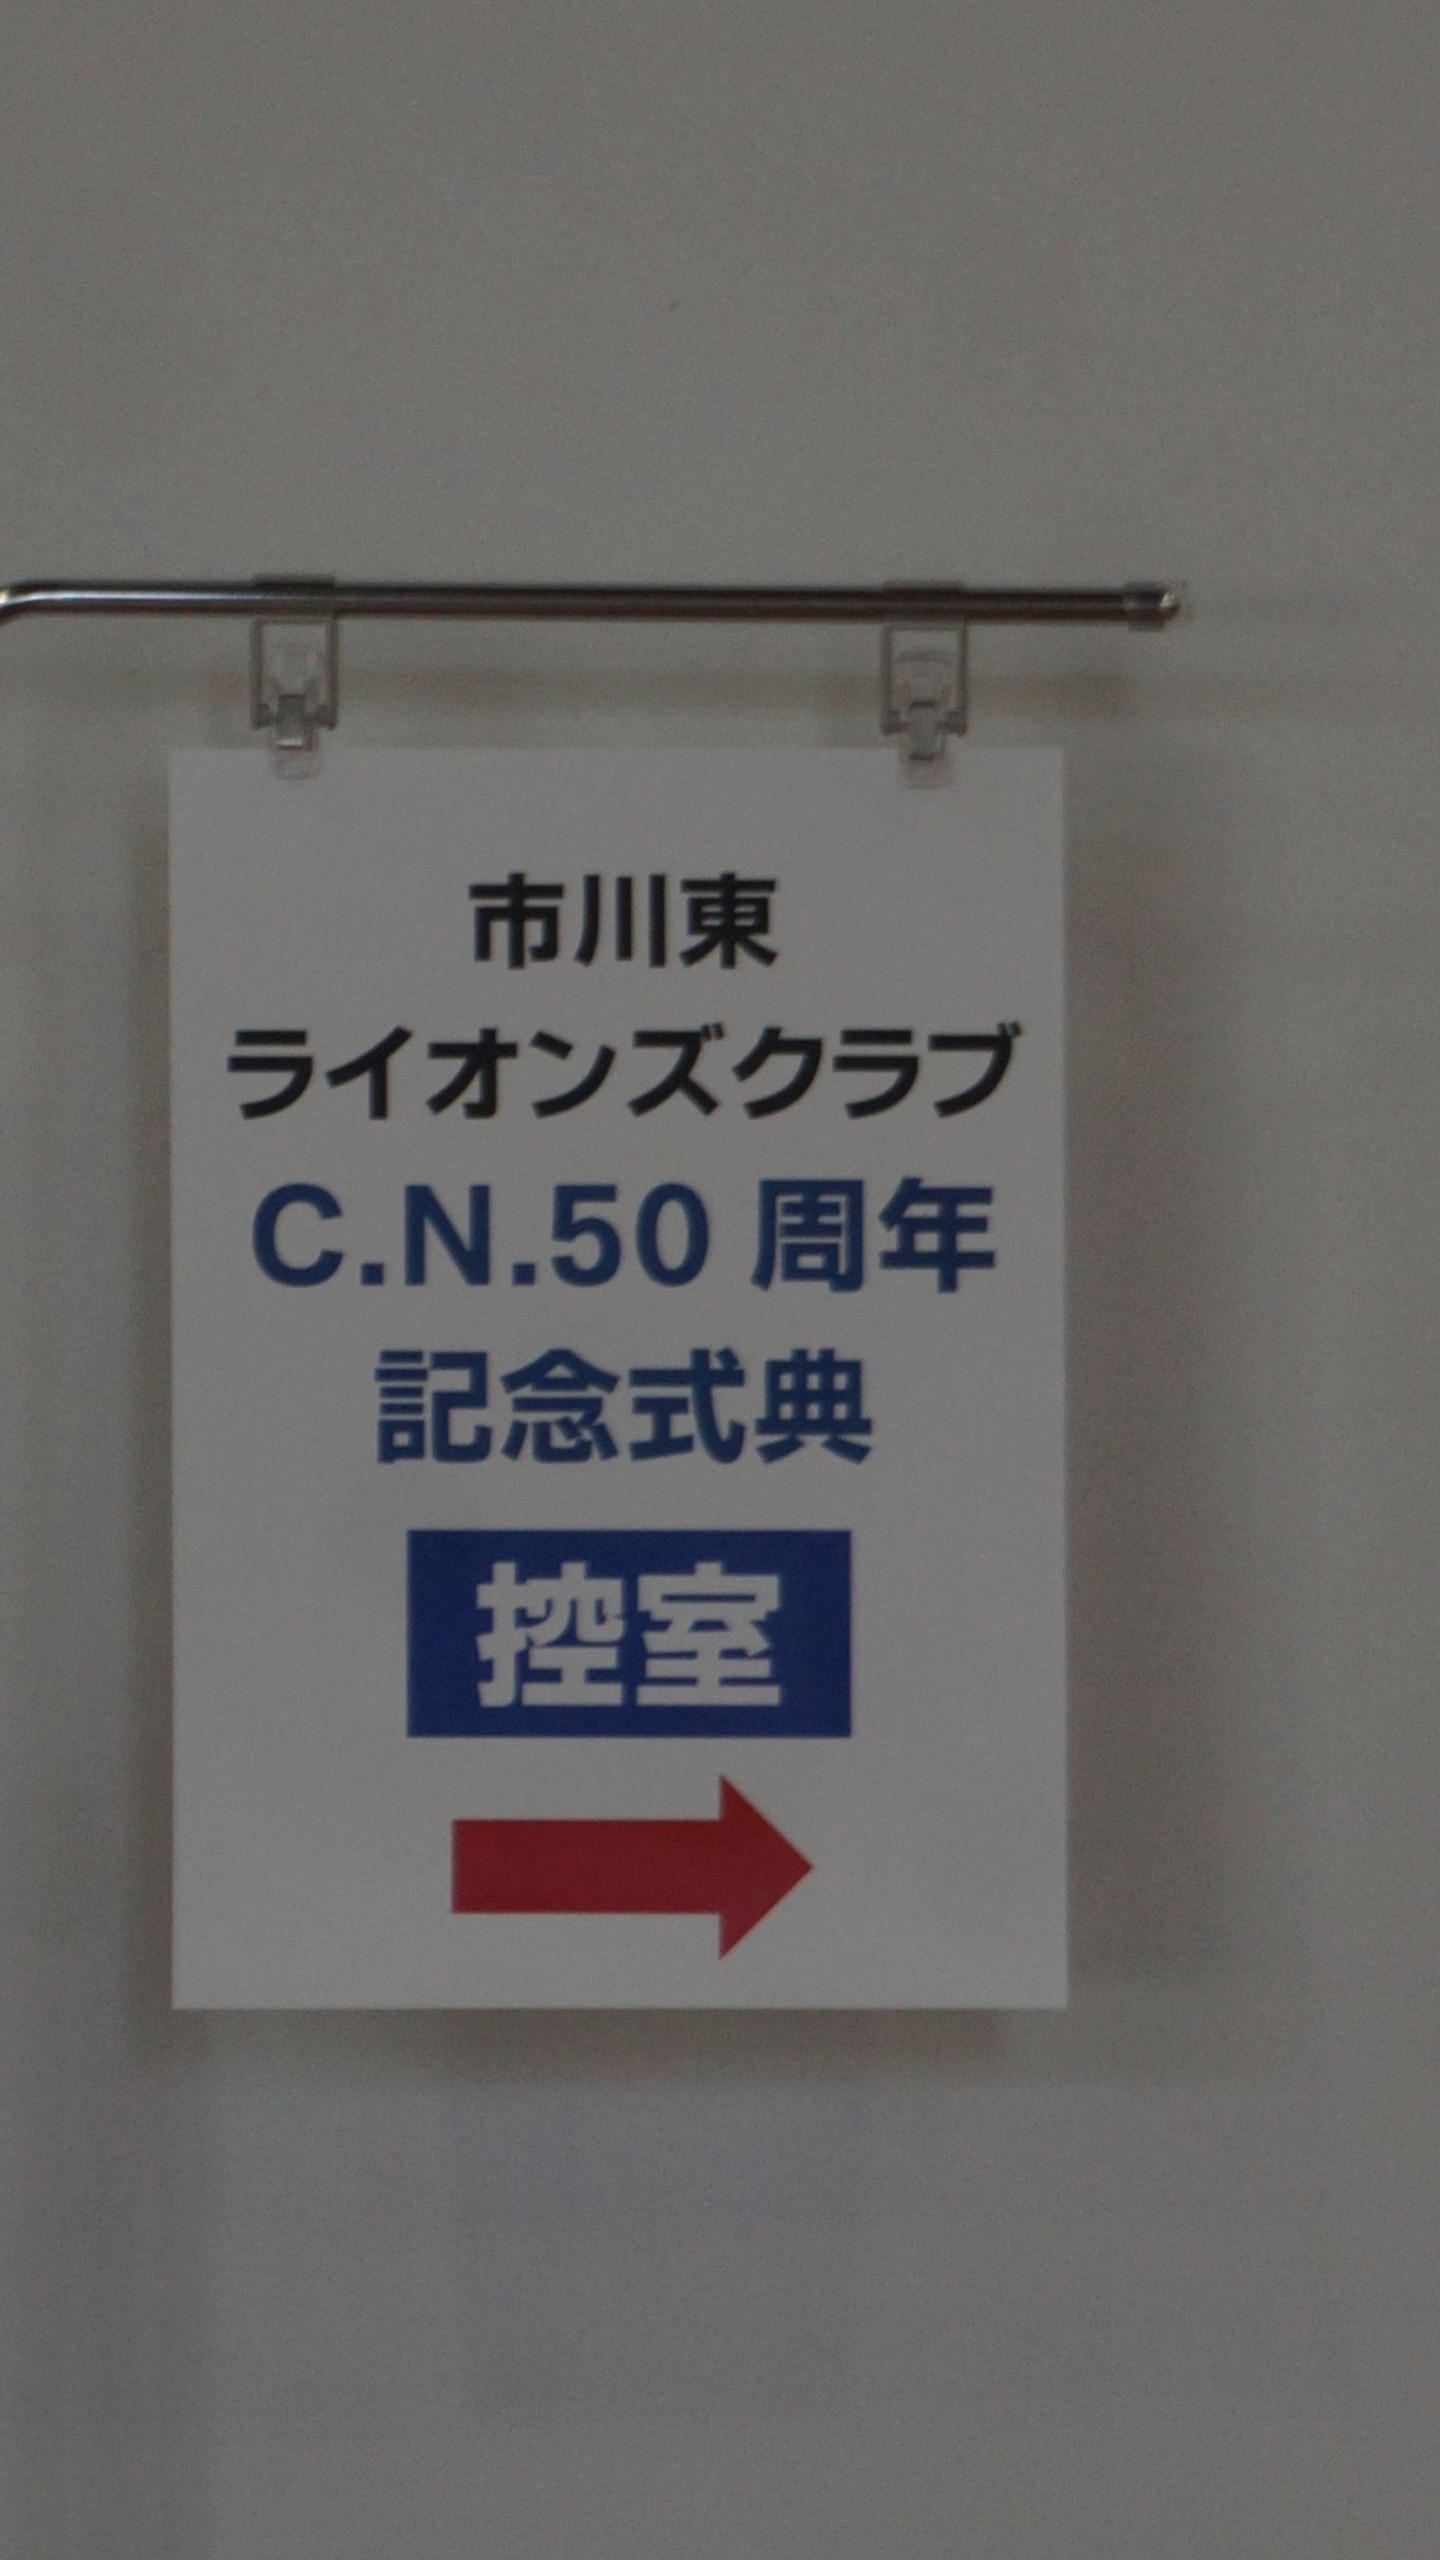 市川東
ライオンズクラブ
C.N.50 周年
記念式典
控室